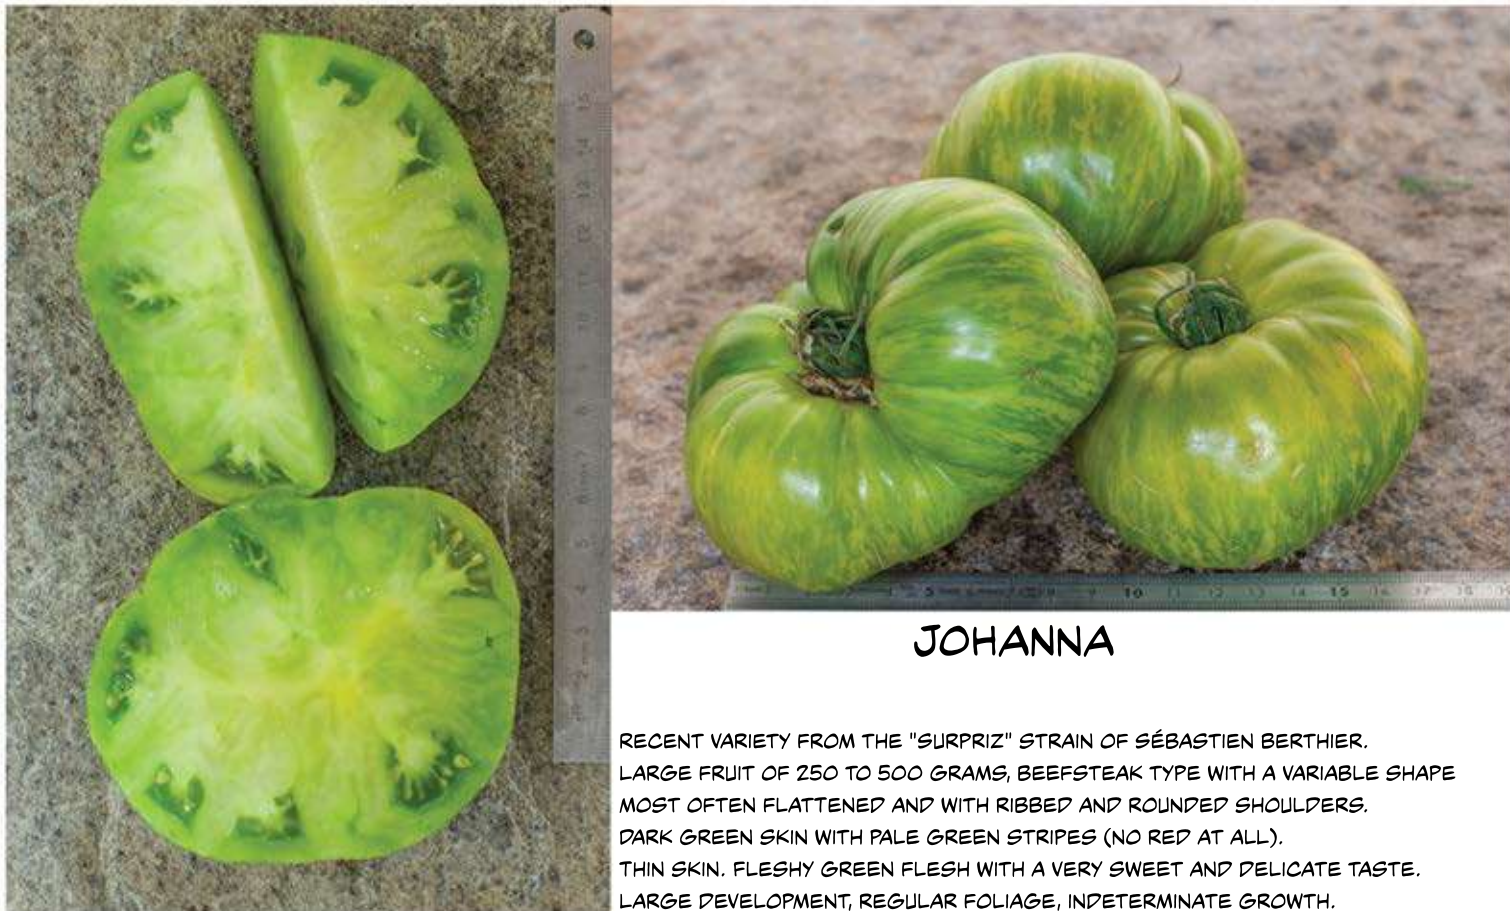 JOHANNA
RECENT VARIETY FROM THE "SURPRIZ" STRAIN OF SÉBASTIEN BERTHIER.
LARGE FRUIT OF 250 TO 500 GRAMS, BEEFSTEAK TYPE WITH A VARIABLE SHAPE
MOST OFTEN FLATTENED AND WITH RIBBED AND ROUNDED SHOULDERS.
DARK GREEN SKIN WITH PALE GREEN STRIPES (NO RED AT ALL).
THIN SKIN. FLESHY GREEN FLESH WITH A VERY SWEET AND DELICATE TASTE.
LARGE DEVELOPMENT, REGULAR FOLIAGE, INDETERMINATE GROWTH.